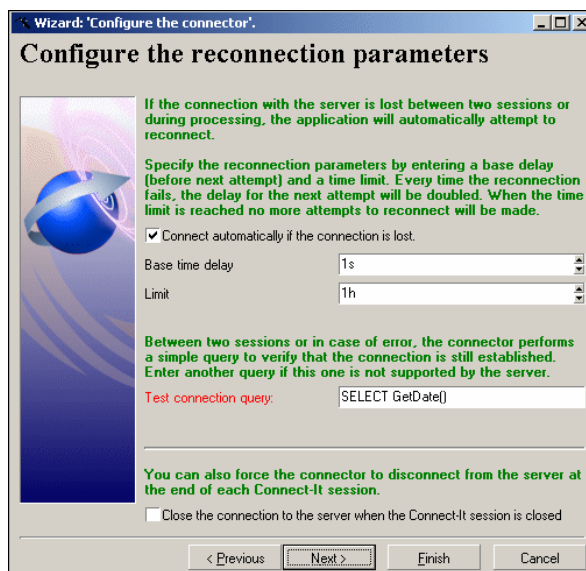 Wizard: 'Configure the connector'.
Configure the reconnection parameters
If the connection with the server is lost between two sessions or
during processing, the application will automatically attempt to
reconnect.
Specify the reconnection parameters by entering a base delay
(before next attempt) and a time limit. Every time the reconnection
fails, the delay for the next attempt will be doubled. When the time
limit is reached no more attempts to reconnect will be made.
Connect automatically if the connection is lost.
Base time delay 1s
Limit 1h
Between two sessions or in case of error, the connector performs
a simple query to verify that the connection is still established.
Enter another query if this one is not supported by the server.
Test connection query: SELECT GetDate()
You can also force the connector to disconnect from the server at
the end of each Connect-It session.
Close the connection to the server when the Connect-It session is closed
< Previous Next > Finish Cancel